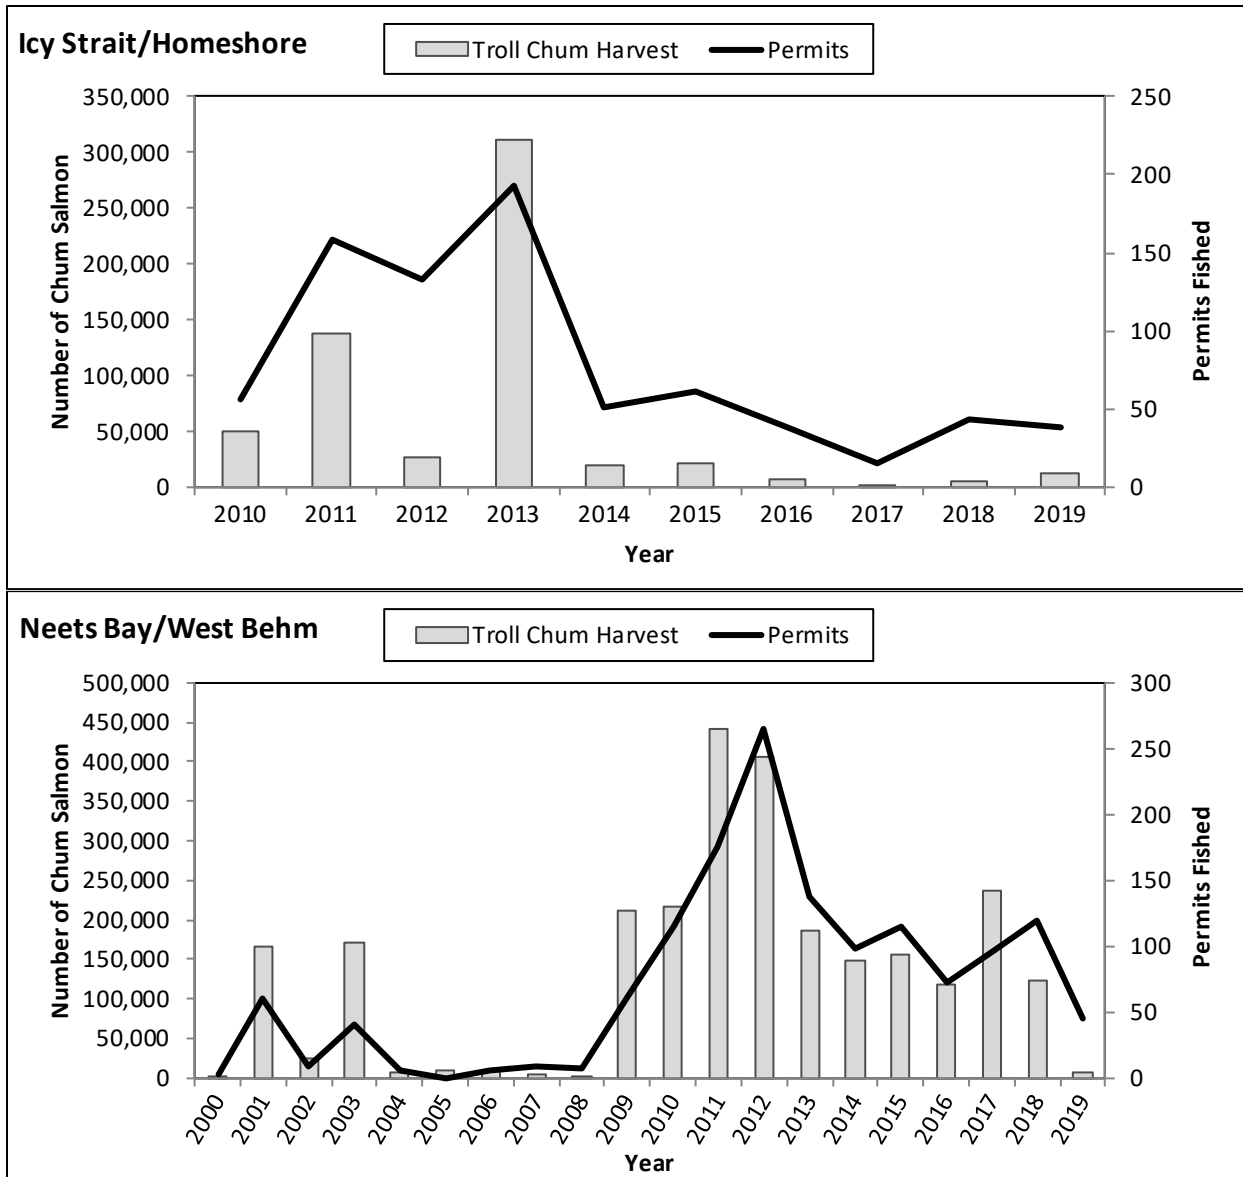 Icy Strait/Homeshore
Troll Chum Harvest
Permits
350,000
300,000
250,000
200,000
150,000
100,000
50,000
0
Number of Chum Salmon
250
200
150
100
50
0
Permits Fished
2010 2011 2012 2013 2014 2015 2016 2017 2018 2019
Year
Neets Bay/West Behm
Troll Chum Harvest
Permits
500,000
450,000
400,000
350,000
300,000
250,000
200,000
150,000
100,000
50,000
0
Number of Chum Salmon
300
250
200
150
100
50
0
Permits Fished
2000 2001 2002 2003 2004 2005 2006 2007 2008 2009 2010 2011 2012 2013 2014 2015 2016 2017 2018 2019
Year